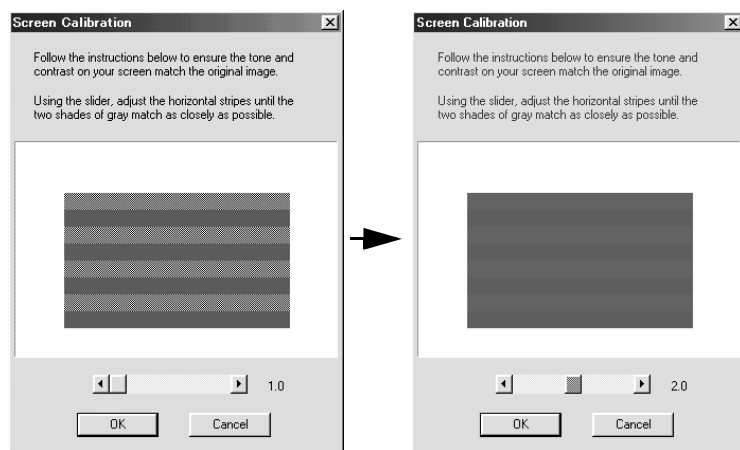 Screen Calibration
Follow the instructions below to ensure the tone and
contrast on your screen match the original image.
Using the slider, adjust the horizontal stripes until the
two shades of gray match as closely as possible.
1.0
OK Cancel
Screen Calibration
Follow the instructions below to ensure the tone and
contrast on your screen match the original image.
Using the slider, adjust the horizontal stripes until the
two shades of gray match as closely as possible.
2.0
OK Cancel